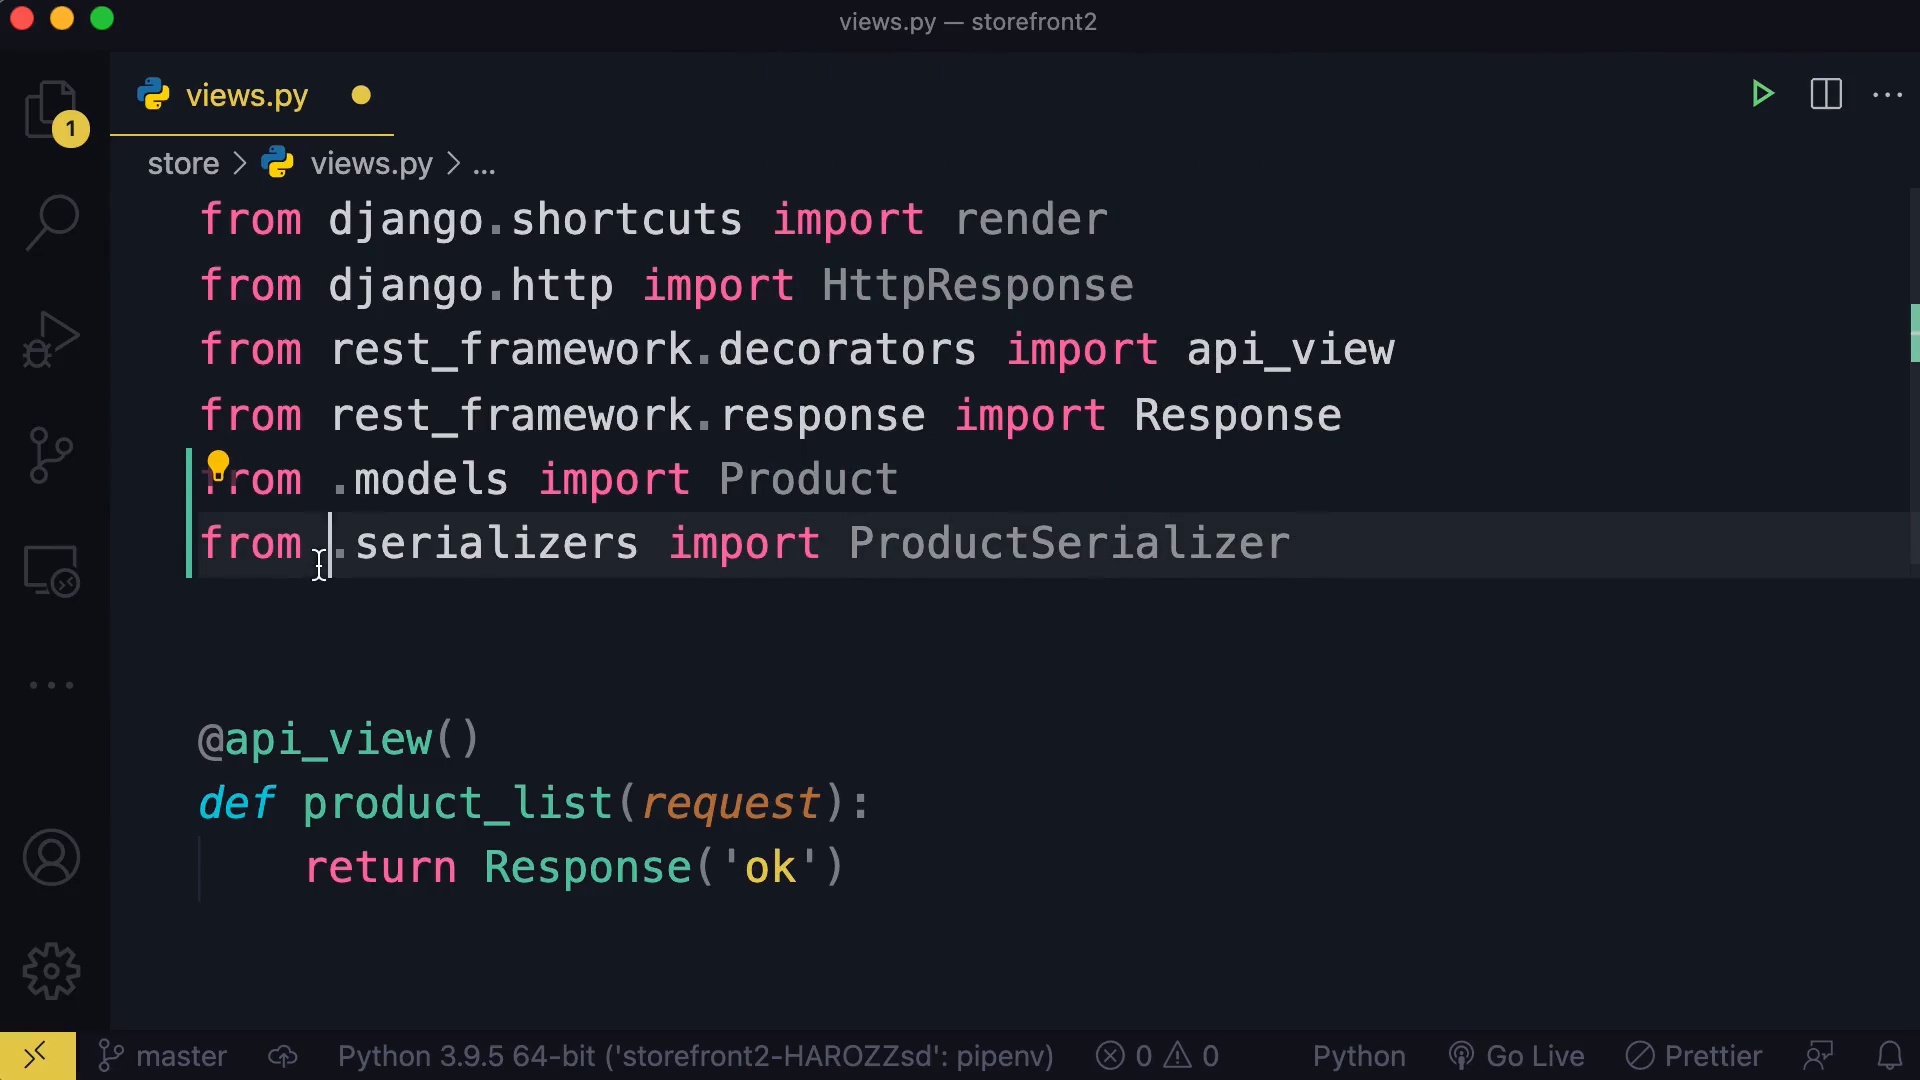 views.py — storefront2
views.py
1
store > views.py > ...
from django.shortcuts import render
from django.http import HttpResponse
from rest_framework.decorators import api_view
from rest_framework.response import Response
from .models import Product
from .serializers import ProductSerializer
@api_view()
def product_list(request):
    return Response('ok')
master Python 3.9.5 64-bit ('storefront2-HAROZZsd': pipenv) 0 0 Python Go Live Prettier